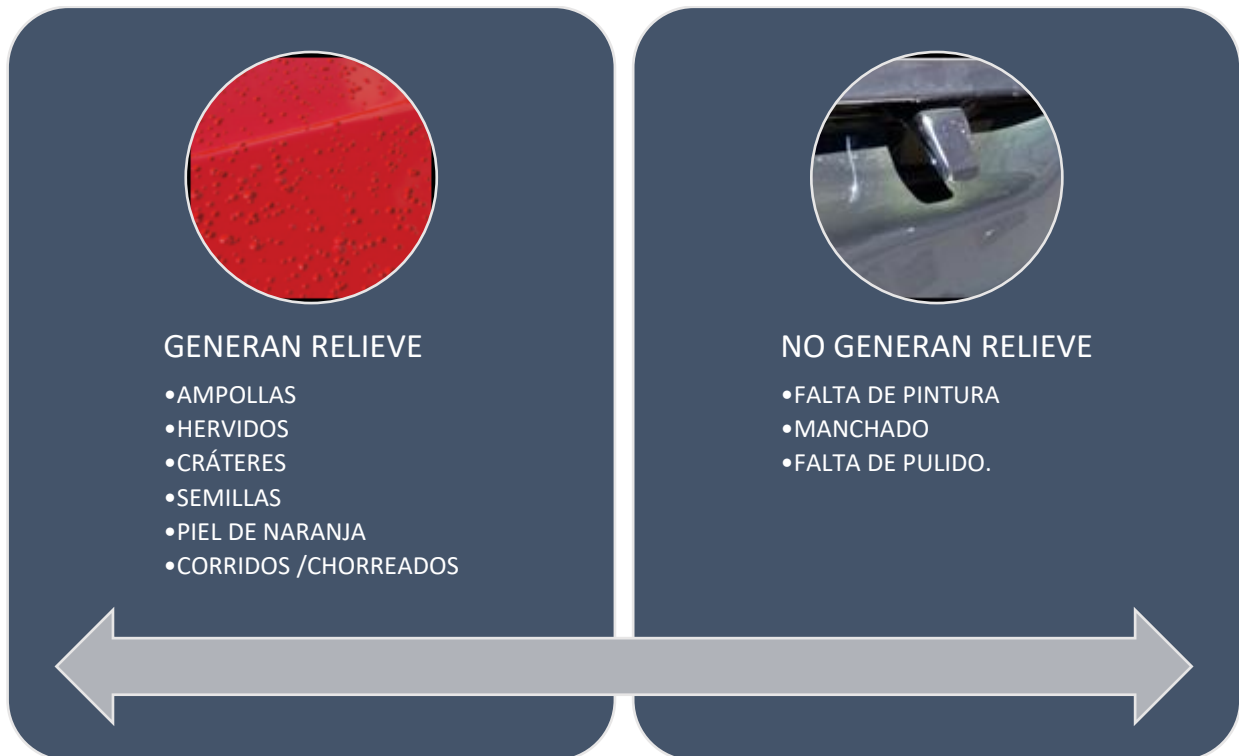 GENERAN RELIEVE
•AMPOLLAS
•HERVIDOS
•CRÁTERES
•SEMILLAS
•PIEL DE NARANJA
•CORRIDOS /CHORREADOS
NO GENERAN RELIEVE
•FALTA DE PINTURA
•MANCHADO
•FALTA DE PULIDO.